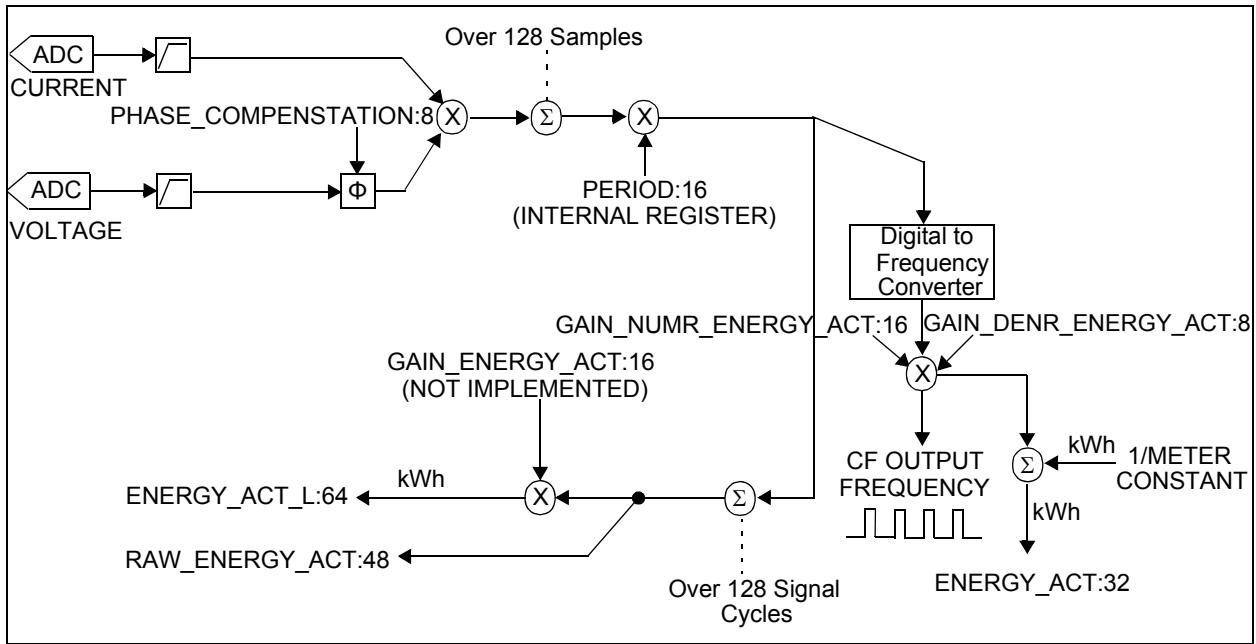 Over 128 Samples
ADC
CURRENT
PHASE_COMPENSTATION:8
X
Σ
X
ADC
Φ
VOLTAGE
PERIOD:16
(INTERNAL REGISTER)
Digital to
Frequency
Converter
GAIN_NUMR_ENERGY_ACT:16
GAIN_DENR_ENERGY_ACT:8
X
GAIN_ENERGY_ACT:16
(NOT IMPLEMENTED)
CF OUTPUT
FREQUENCY
Σ
kWh
1/METER
CONSTANT
kWh
ENERGY_ACT:32
ENERGY_ACT_L:64
kWh
X
Σ
RAW_ENERGY_ACT:48
Over 128 Signal
Cycles